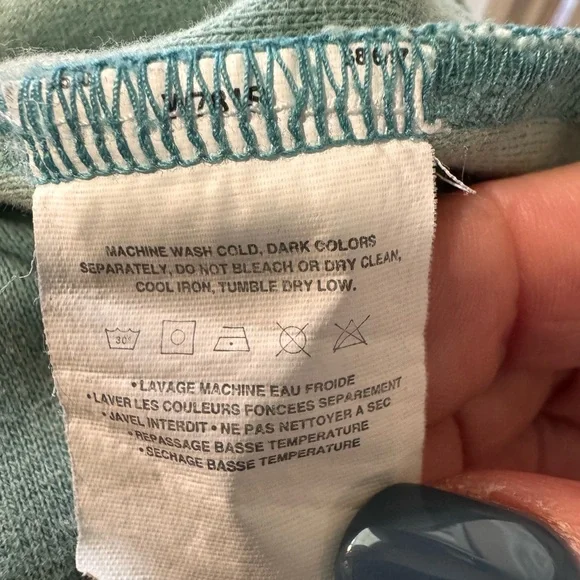 MACHINE WASH COLD, DARK COLORS
SEPARATELY, DO NOT BLEACH OR DRY CLEAN,
COOL IRON, TUMBLE DRY LOW.
30°
• LAVAGE MACHINE EAU FROIDE
• LAVER LES COULEURS FONCEES SEPAREMENT
• JAVEL INTERDIT • NE PAS NETTOYER A SEC
• REPASSAGE BASSE TEMPERATURE
• SECHAGE BASSE TEMPERATURE